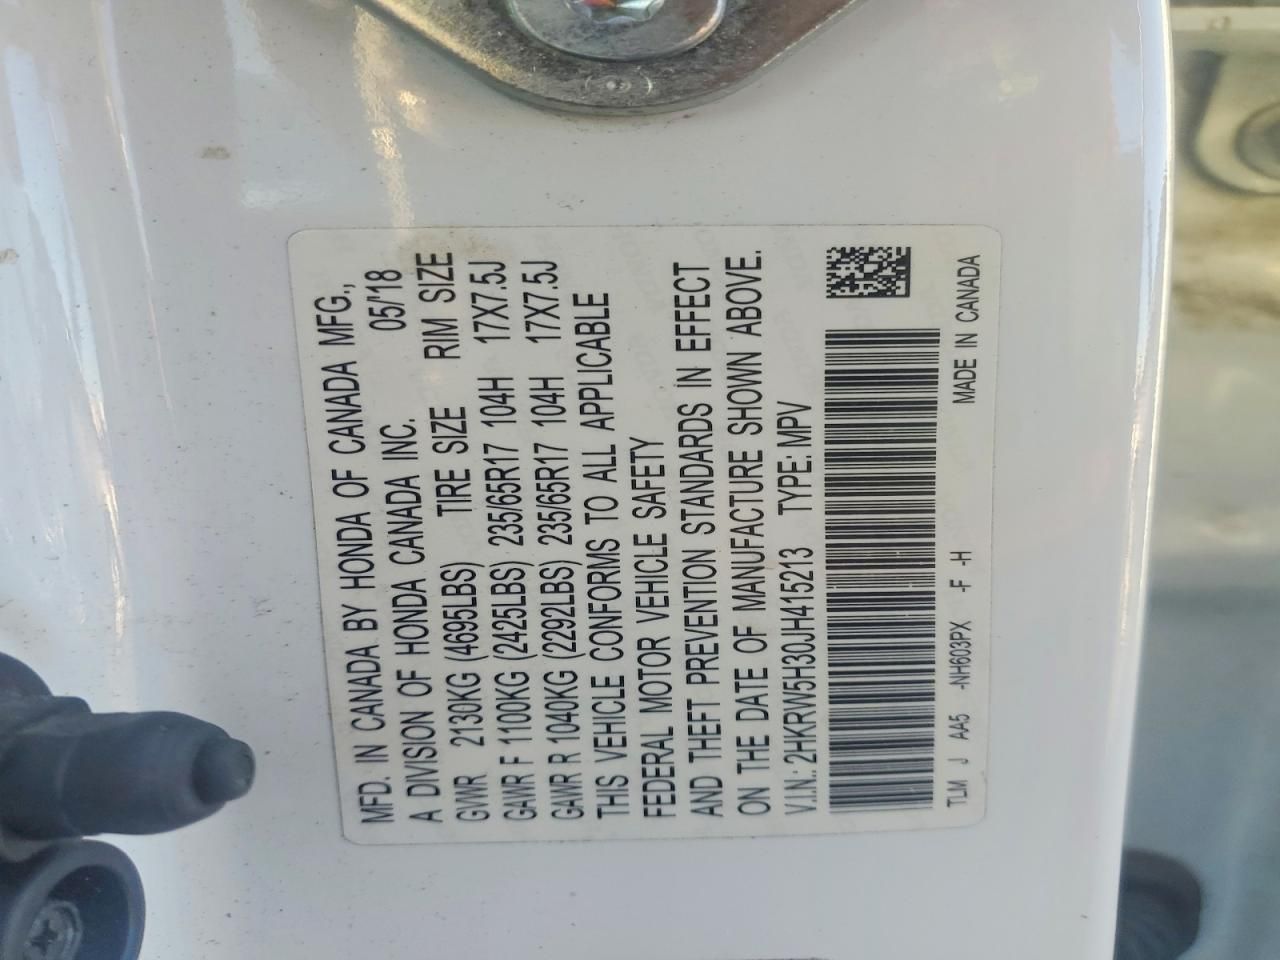 MFD. IN CANADA BY HONDA OF CANADA MFG.,
A DIVISION OF HONDA CANADA INC. 05/'18
GVWR 2130KG (4695LBS) TIRE SIZE RIM SIZE
GAWR F 1100KG (2425LBS) 235/65R17 104H 17X7.5J
GAWR R 1040KG (2292LBS) 235/65R17 104H 17X7.5J
THIS VEHICLE CONFORMS TO ALL APPLICABLE
FEDERAL MOTOR VEHICLE SAFETY
AND THEFT PREVENTION STANDARDS IN EFFECT
ON THE DATE OF MANUFACTURE SHOWN ABOVE.
V.I.N.: 2HKRW5H30JH415213 TYPE: MPV
TLM J AA5 -NH603PX -F -H MADE IN CANADA